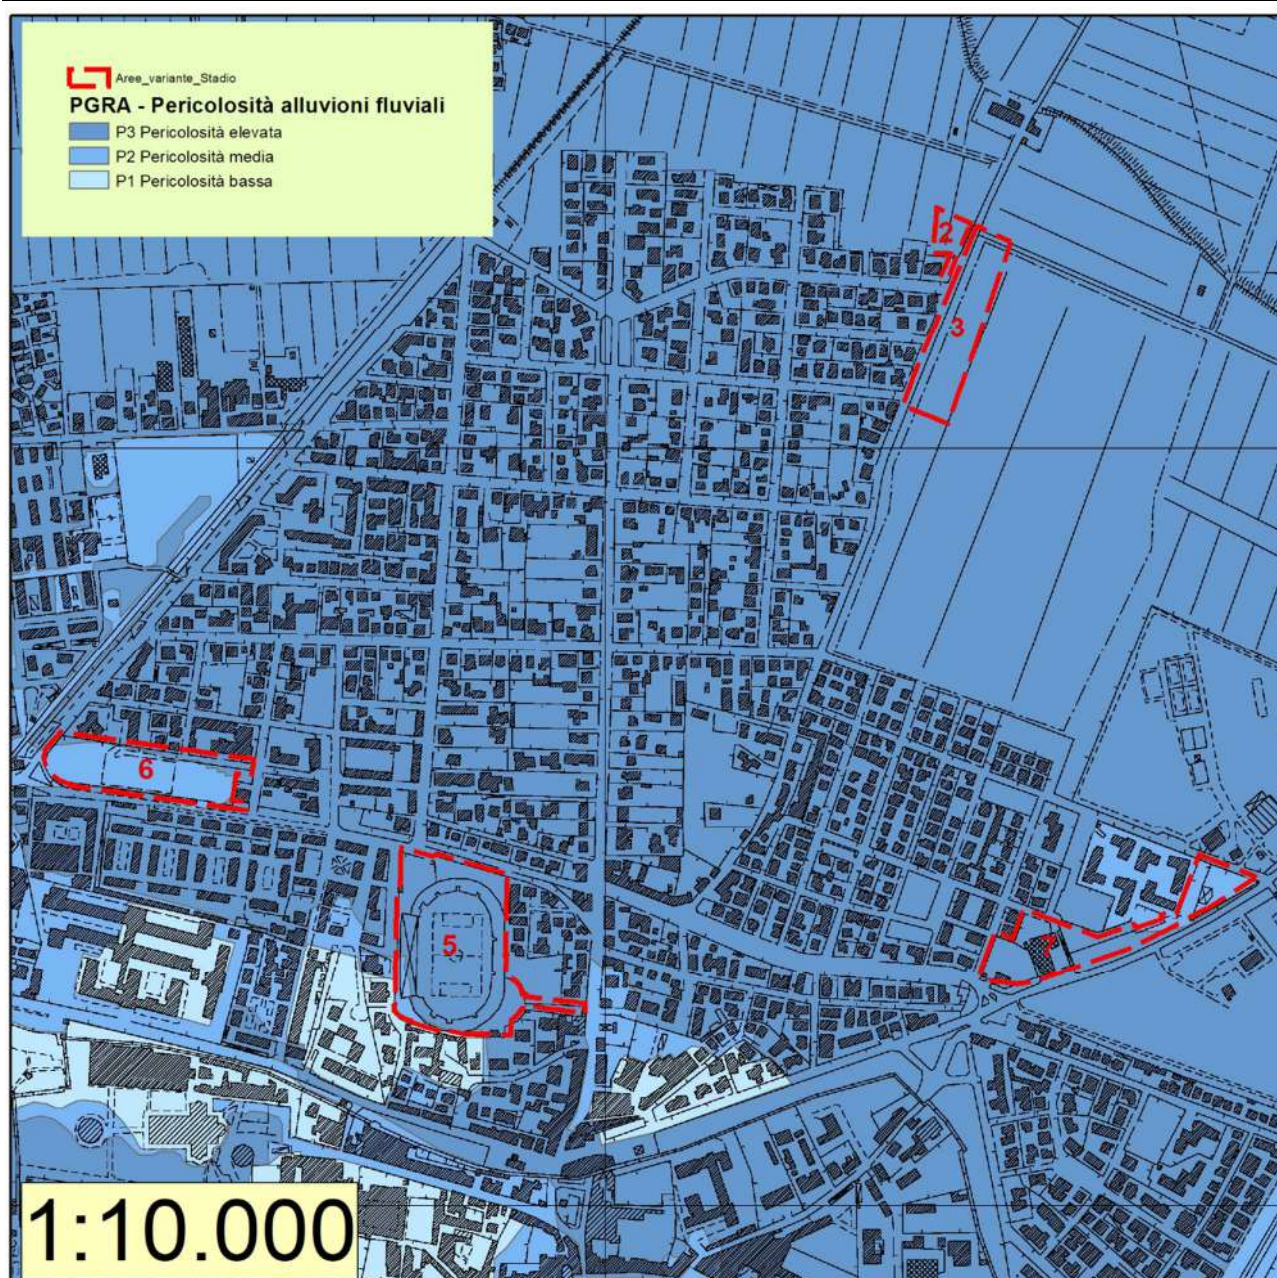 Aree_variante_Stadio
PGRA - Pericolosità alluvioni fluviali
P3 Pericolosità elevata
P2 Pericolosità media
P1 Pericolosità bassa
2
3
6
5
7
1:10.000